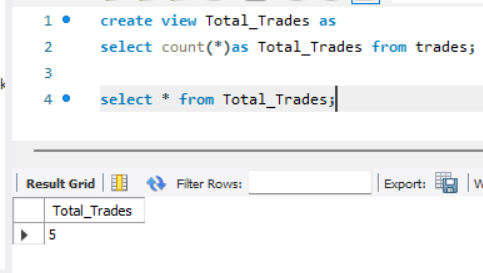 1 create view Total_Trades as
2 select count(*)as Total_Trades from trades;
3
4 select * from Total_Trades;
Result Grid Filter Rows: Export:
Total_Trades
5